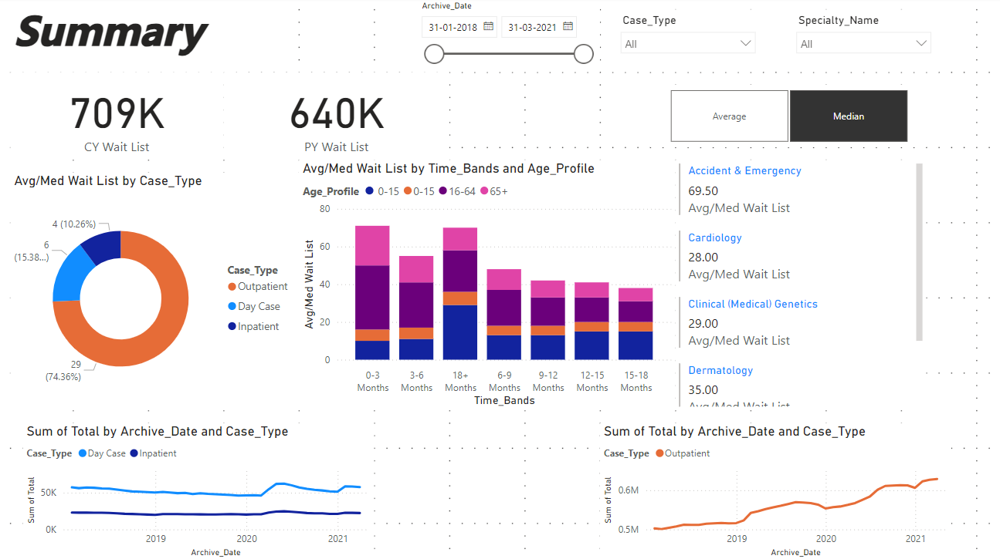 Summary
Archive_Date
31-01-2018
31-03-2021
Case_Type
All
Specialty_Name
All
709K
CY Wait List
640K
PY Wait List
Average
Median
Avg/Med Wait List by Case_Type
4 (10.26%)
6
(15.38...)
29
(74.36%)
Case_Type
Outpatient
Day Case
Inpatient
Avg/Med Wait List by Time_Bands and Age_Profile
Age_Profile 0-15 0-15 16-64 65+
Avg/Med Wait List
80
60
40
20
0
0-3 Months
3-6 Months
18+ Months
6-9 Months
9-12 Months
12-15 Months
15-18 Months
Time_Bands
Accident & Emergency
69.50
Avg/Med Wait List
Cardiology
28.00
Avg/Med Wait List
Clinical (Medical) Genetics
29.00
Avg/Med Wait List
Dermatology
35.00
Avg/Med Wait List
Sum of Total by Archive_Date and Case_Type
Case_Type Day Case Inpatient
Sum of Total
50K
0K
2019 2020 2021
Archive_Date
Sum of Total by Archive_Date and Case_Type
Case_Type Outpatient
Sum of Total
0.6M
0.5M
2019 2020 2021
Archive_Date